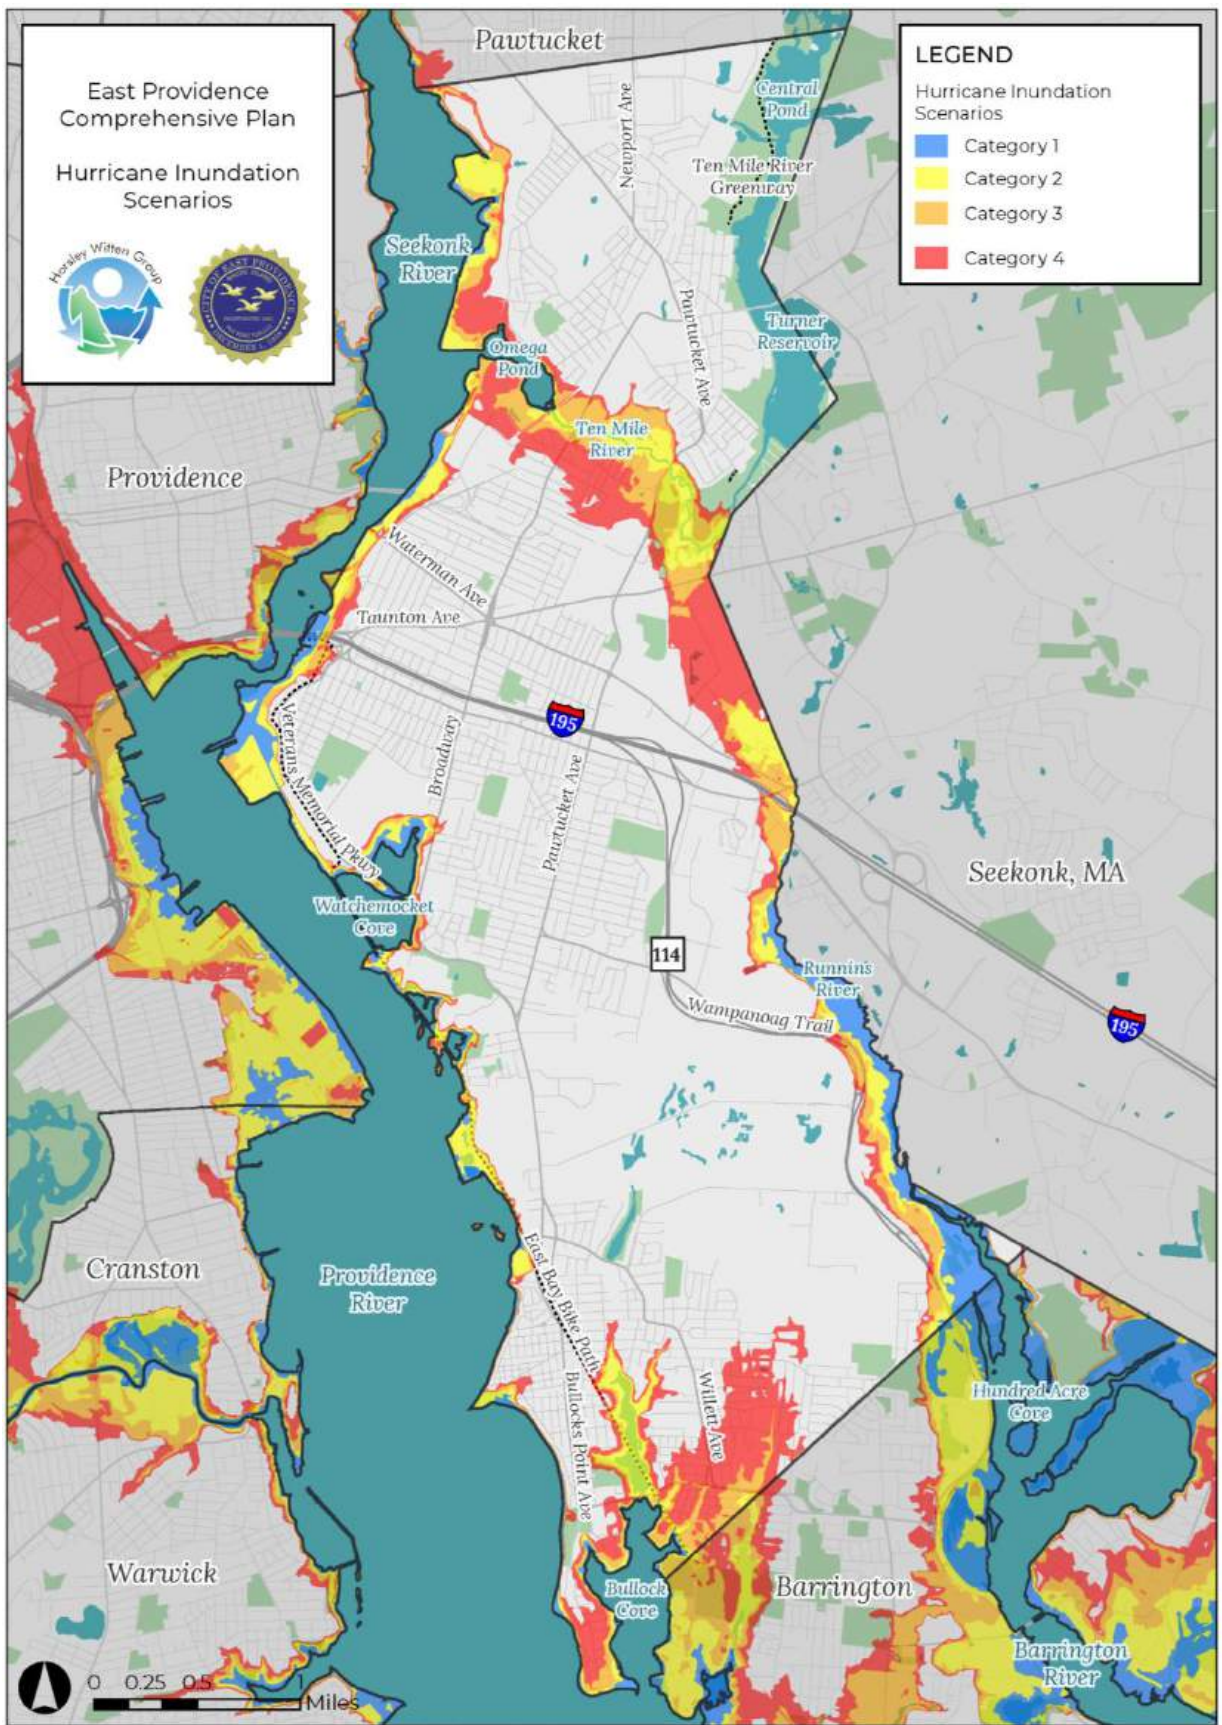 East Providence
Comprehensive Plan
Hurricane Inundation
Scenarios
Horsley Witten Group
CITY OF EAST PROVIDENCE
LEGEND
Hurricane Inundation
Scenarios
Category 1
Category 2
Category 3
Category 4
Pawtucket
Central
Pond
Newport Ave
Ten Mile River
Greenway
Seekonk
River
Pawtucket Ave
Turner
Reservoir
Omega
Pond
Ten Mile
River
Providence
Waterman Ave
Taunton Ave
195
Veterans Memorial Pkwy
Broadway
Pawtucket Ave
Seekonk, MA
Watchemocket
Cove
114
Runnins
River
Wampanoag Trail
195
Cranston
Providence
River
East Bay Bike Path
Bullocks Point Ave
Willett Ave
Hundred Acre
Cove
Warwick
Bullock
Cove
Barrington
Barrington
River
0 0.25 0.5 1
Miles